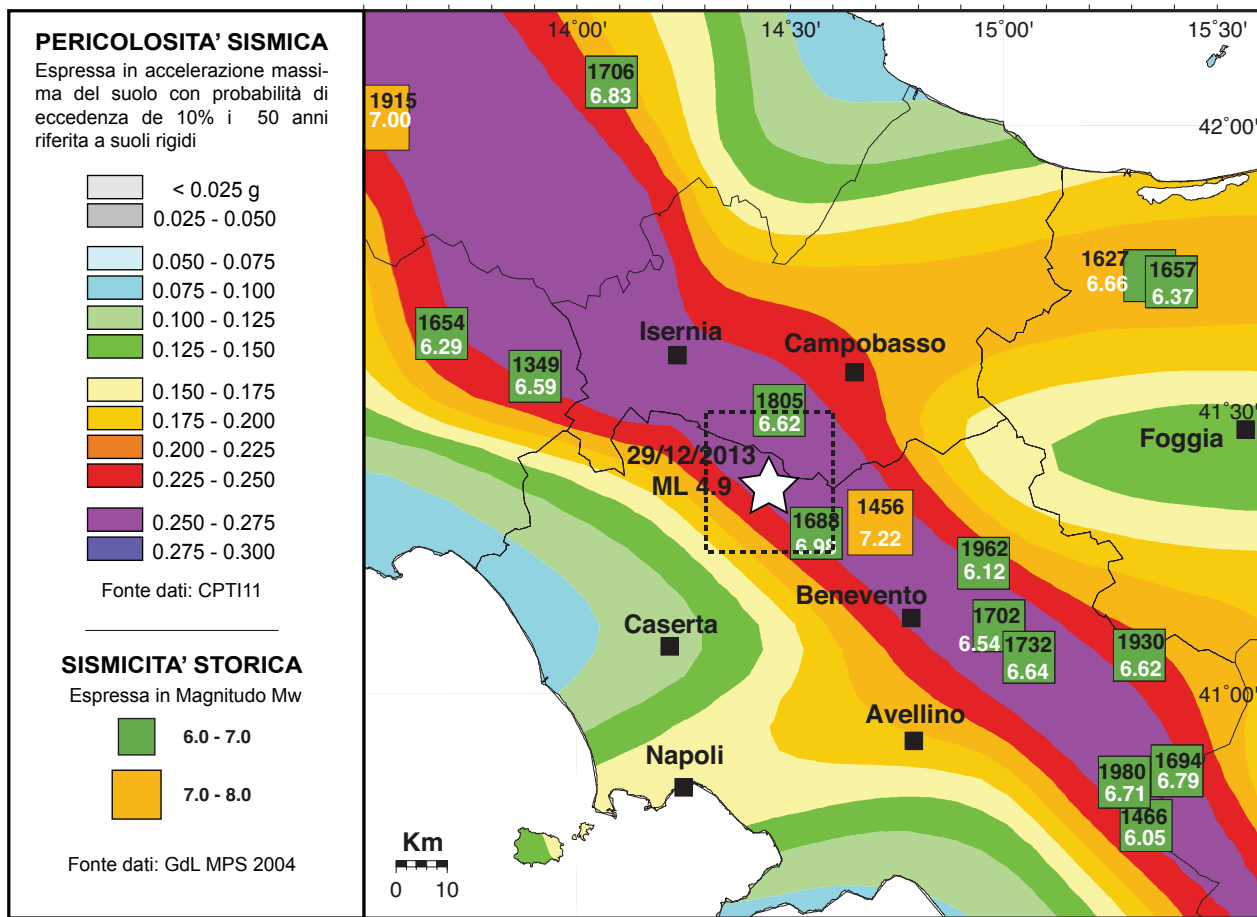 PERICOLOSITA' SISMICA
Espressa in accelerazione massi-
ma del suolo con probabilità di
eccedenza de 10% i 50 anni
riferita a suoli rigidi
< 0.025 g
0.025 - 0.050
0.050 - 0.075
0.075 - 0.100
0.100 - 0.125
0.125 - 0.150
0.150 - 0.175
0.175 - 0.200
0.200 - 0.225
0.225 - 0.250
0.250 - 0.275
0.275 - 0.300
Fonte dati: CPTI11
SISMICITA' STORICA
Espressa in Magnitudo Mw
6.0 - 7.0
7.0 - 8.0
Fonte dati: GdL MPS 2004
14°00'
14°30'
15°00'
15°30'
42°00'
41°30'
41°00'
1915
7.00
1706
6.83
1627
6.66
1657
6.37
1654
6.29
1349
6.59
Isernia
Campobasso
1805
6.62
Foggia
29/12/2013
ML 4.9
1688
6.98
1456
7.22
1962
6.12
Benevento
1702
6.54
1732
6.64
1930
6.62
Caserta
Avellino
Napoli
1980
6.71
1694
6.79
1466
6.05
Km
0 10